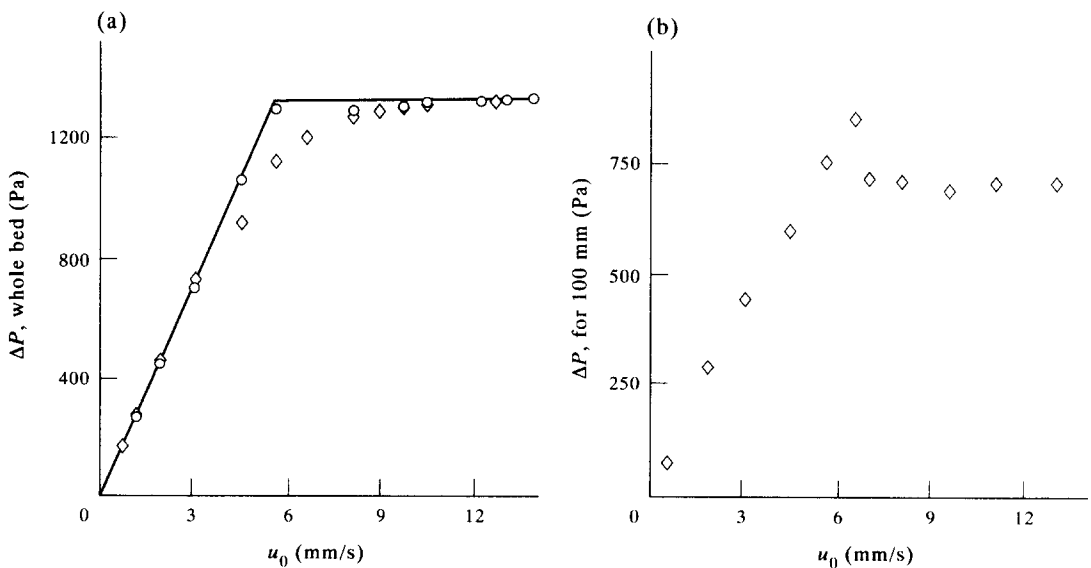 (a)
ΔP, whole bed (Pa)
1200
800
400
0
3
6
9
12
u₀ (mm/s)
(b)
ΔP, for 100 mm (Pa)
750
500
250
0
3
6
9
12
u₀ (mm/s)